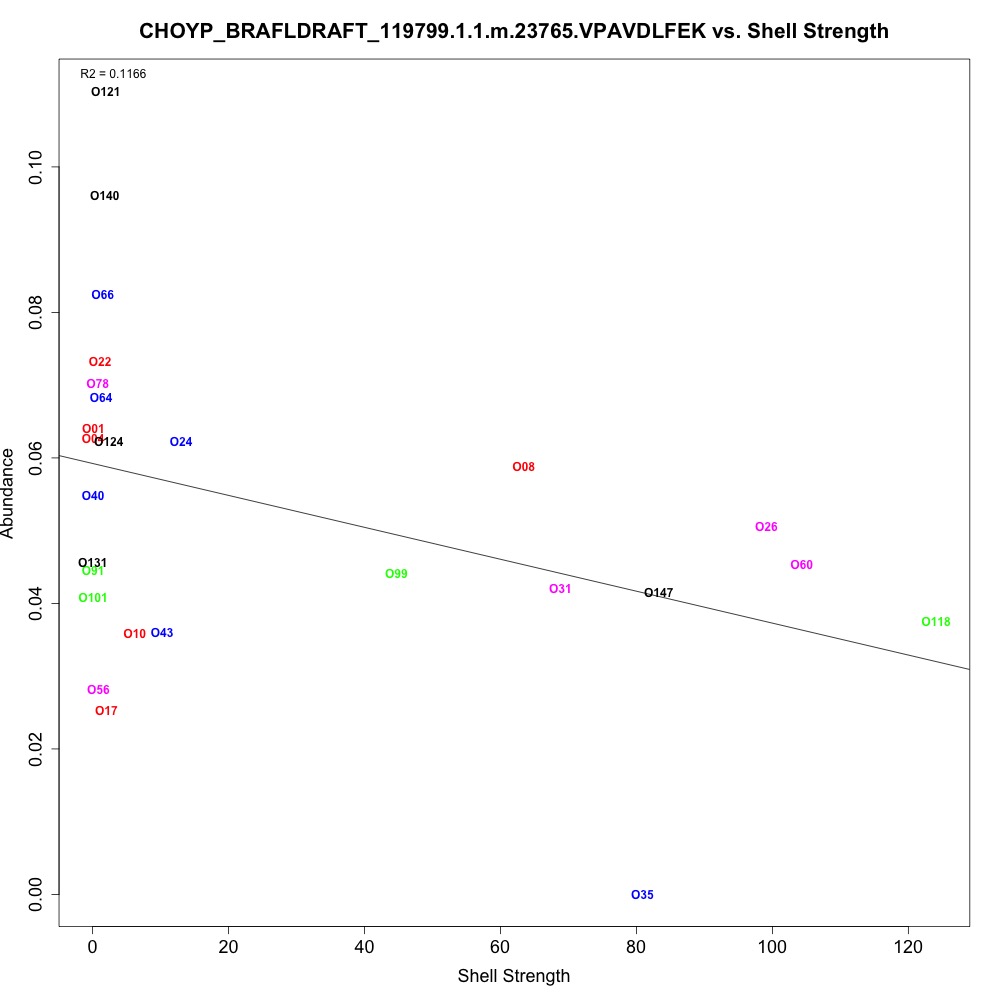 CHOYP_BRAFLDRAFT_119799.1.1.m.23765.VPAVDLFEK vs. Shell Strength
R2 = 0.1166
O121
0.10
O140
O66
0.08
O22
O78
O64
O01
O04
O124
O24
0.06
O08
Abundance
O40
O26
O131
O91
O99
O60
O101
O31
O147
0.04
O118
O10
O43
O56
O17
0.02
O35
0.00
0 20 40 60 80 100 120
Shell Strength